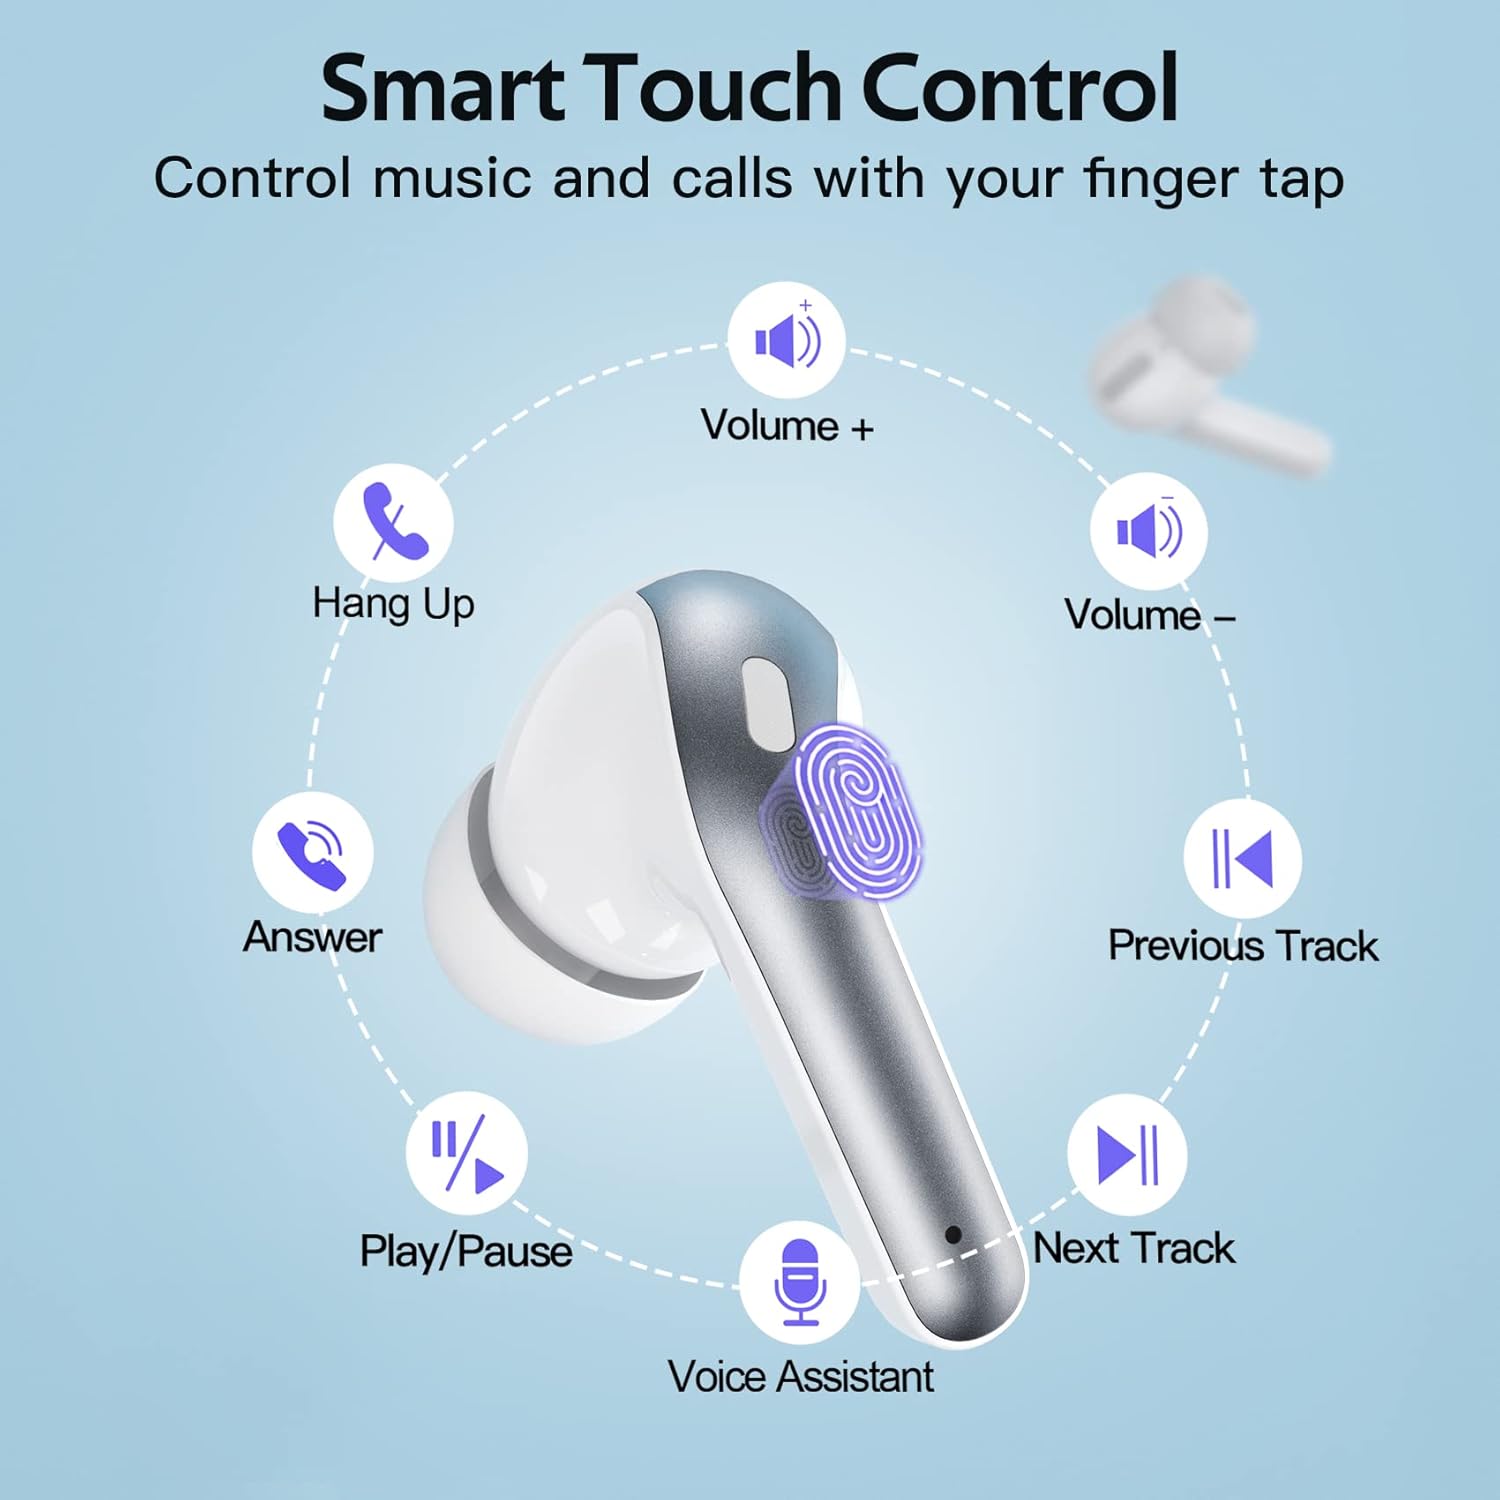 Smart Touch Control
Control music and calls with your finger tap
Volume +
Volume –
Hang Up
Answer
Previous Track
Play/Pause
Next Track
Voice Assistant